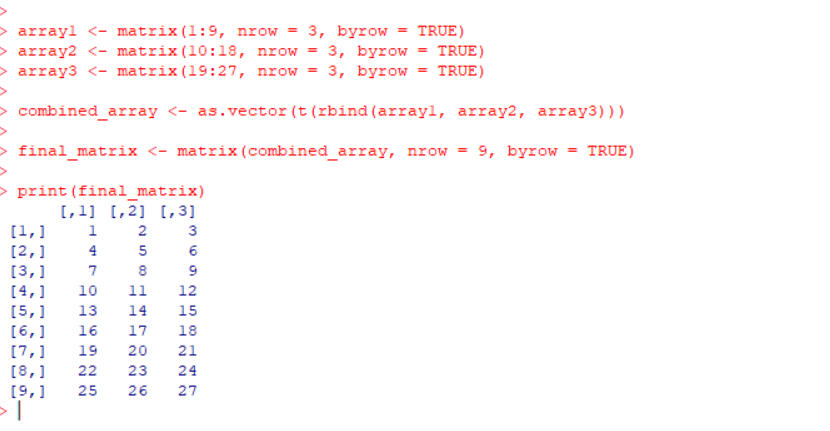 >
> array1 <- matrix(1:9, nrow = 3, byrow = TRUE)
> array2 <- matrix(10:18, nrow = 3, byrow = TRUE)
> array3 <- matrix(19:27, nrow = 3, byrow = TRUE)
>
> combined_array <- as.vector(t(rbind(array1, array2, array3)))
>
> final_matrix <- matrix(combined_array, nrow = 9, byrow = TRUE)
>
> print(final_matrix)
      [,1] [,2] [,3]
 [1,]    1    2    3
 [2,]    4    5    6
 [3,]    7    8    9
 [4,]   10   11   12
 [5,]   13   14   15
 [6,]   16   17   18
 [7,]   19   20   21
 [8,]   22   23   24
 [9,]   25   26   27
>